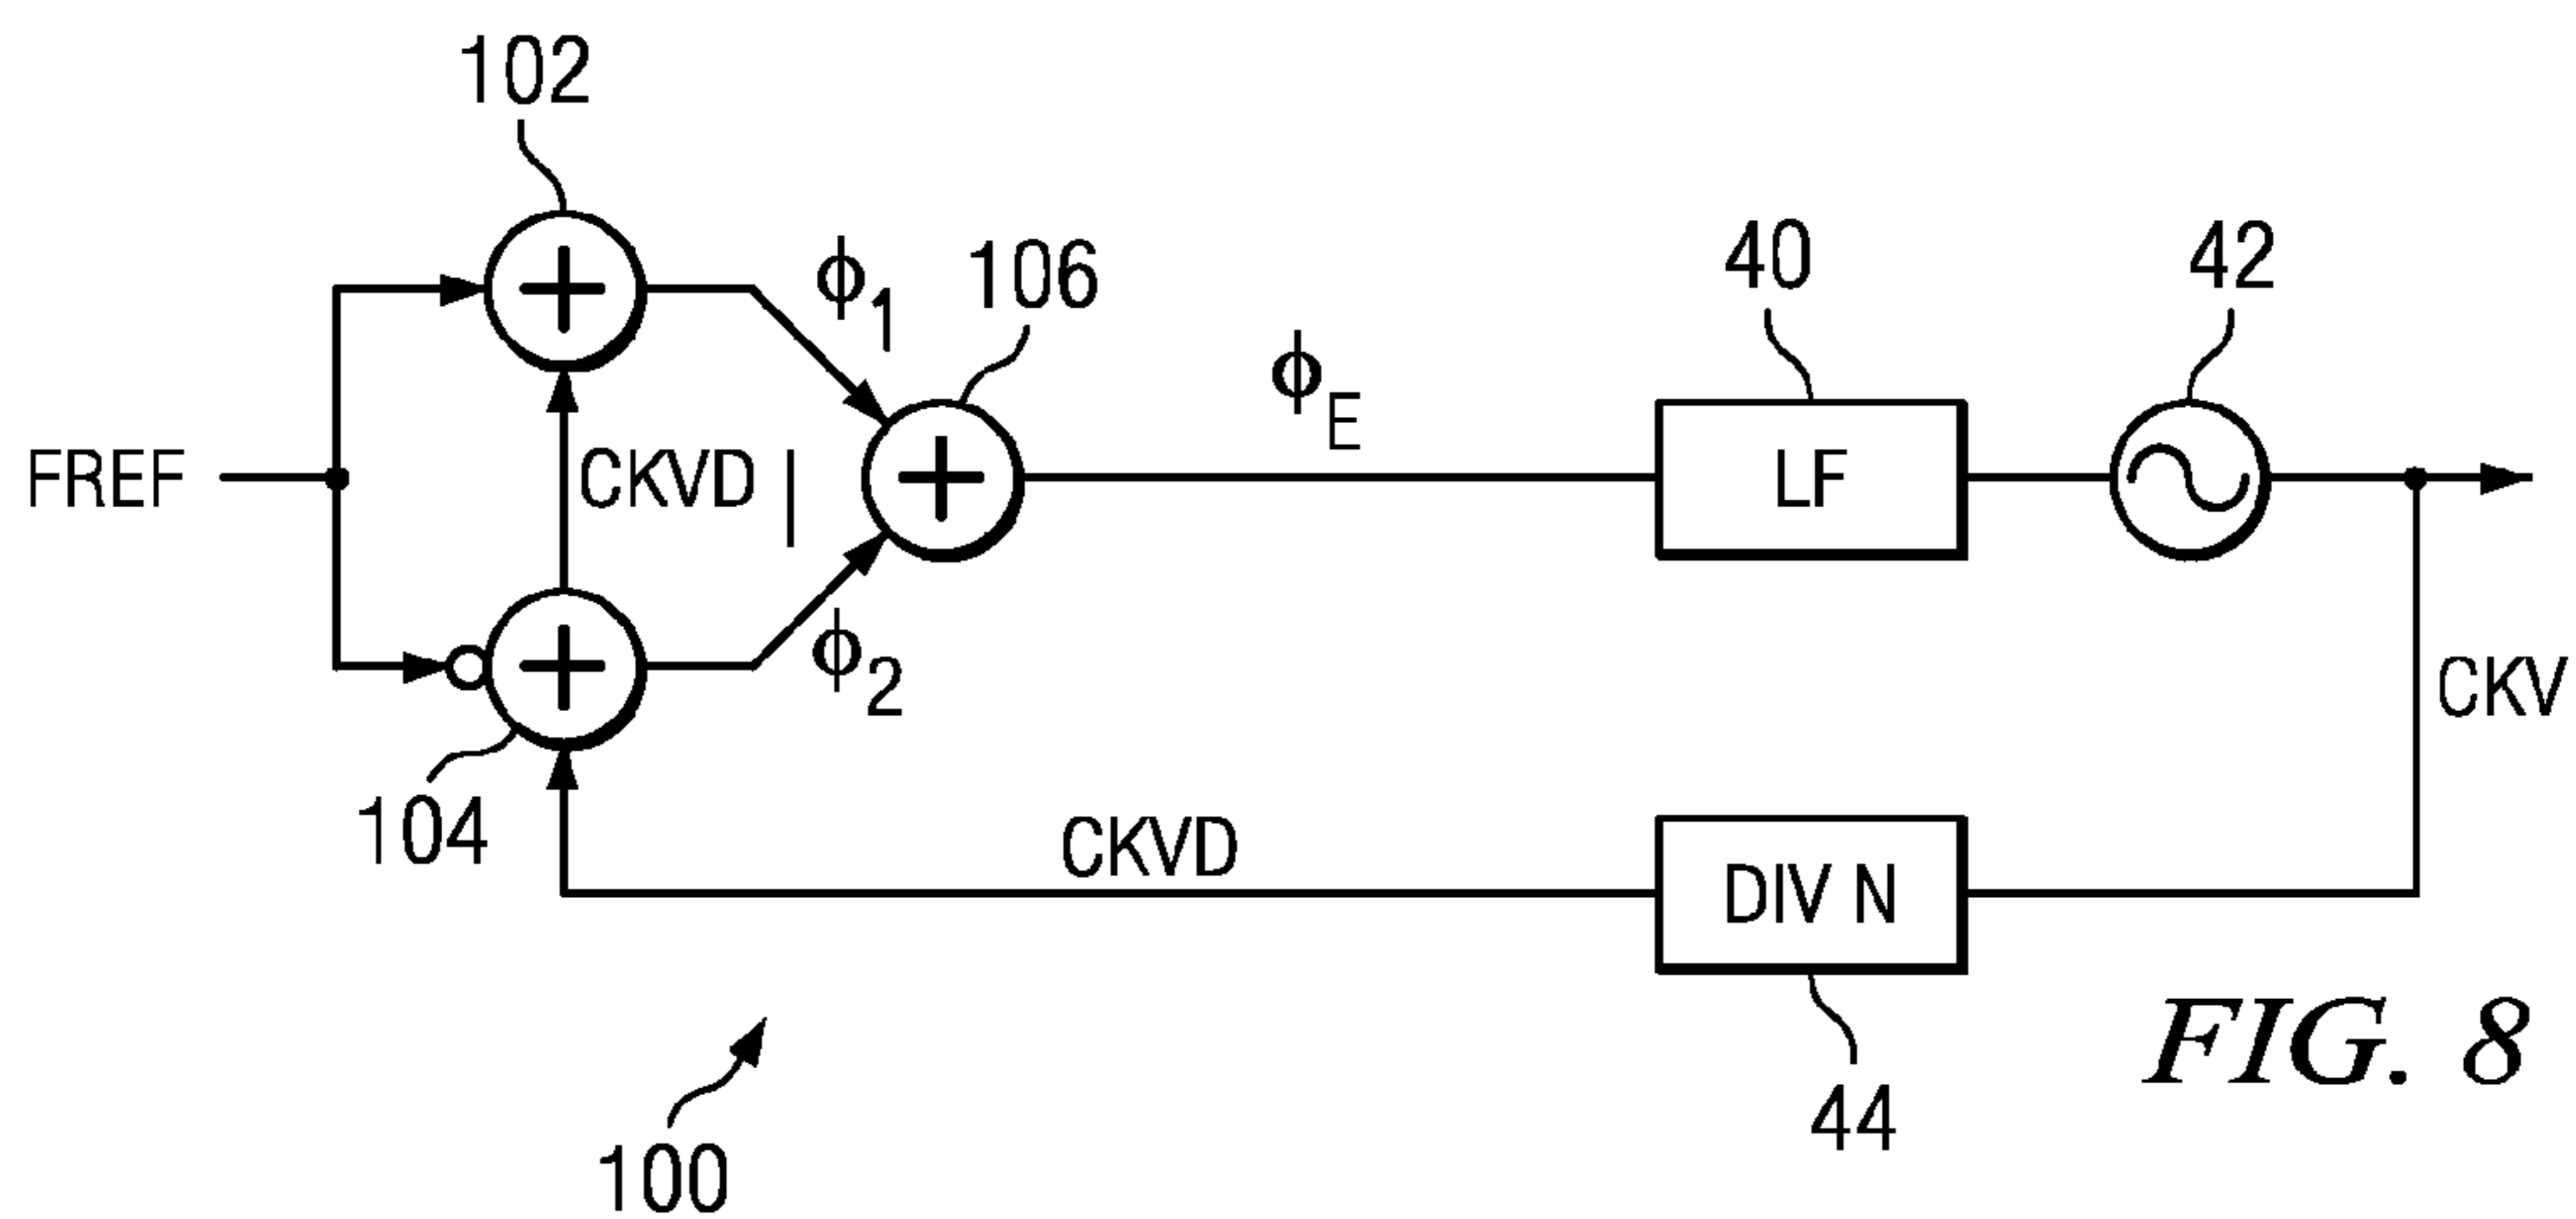 102
ϕ1
106
40
42
ϕE
FREF
CKVD |
LF
ϕ2
CKV
104
CKVD
DIV N
44
100
FIG. 8